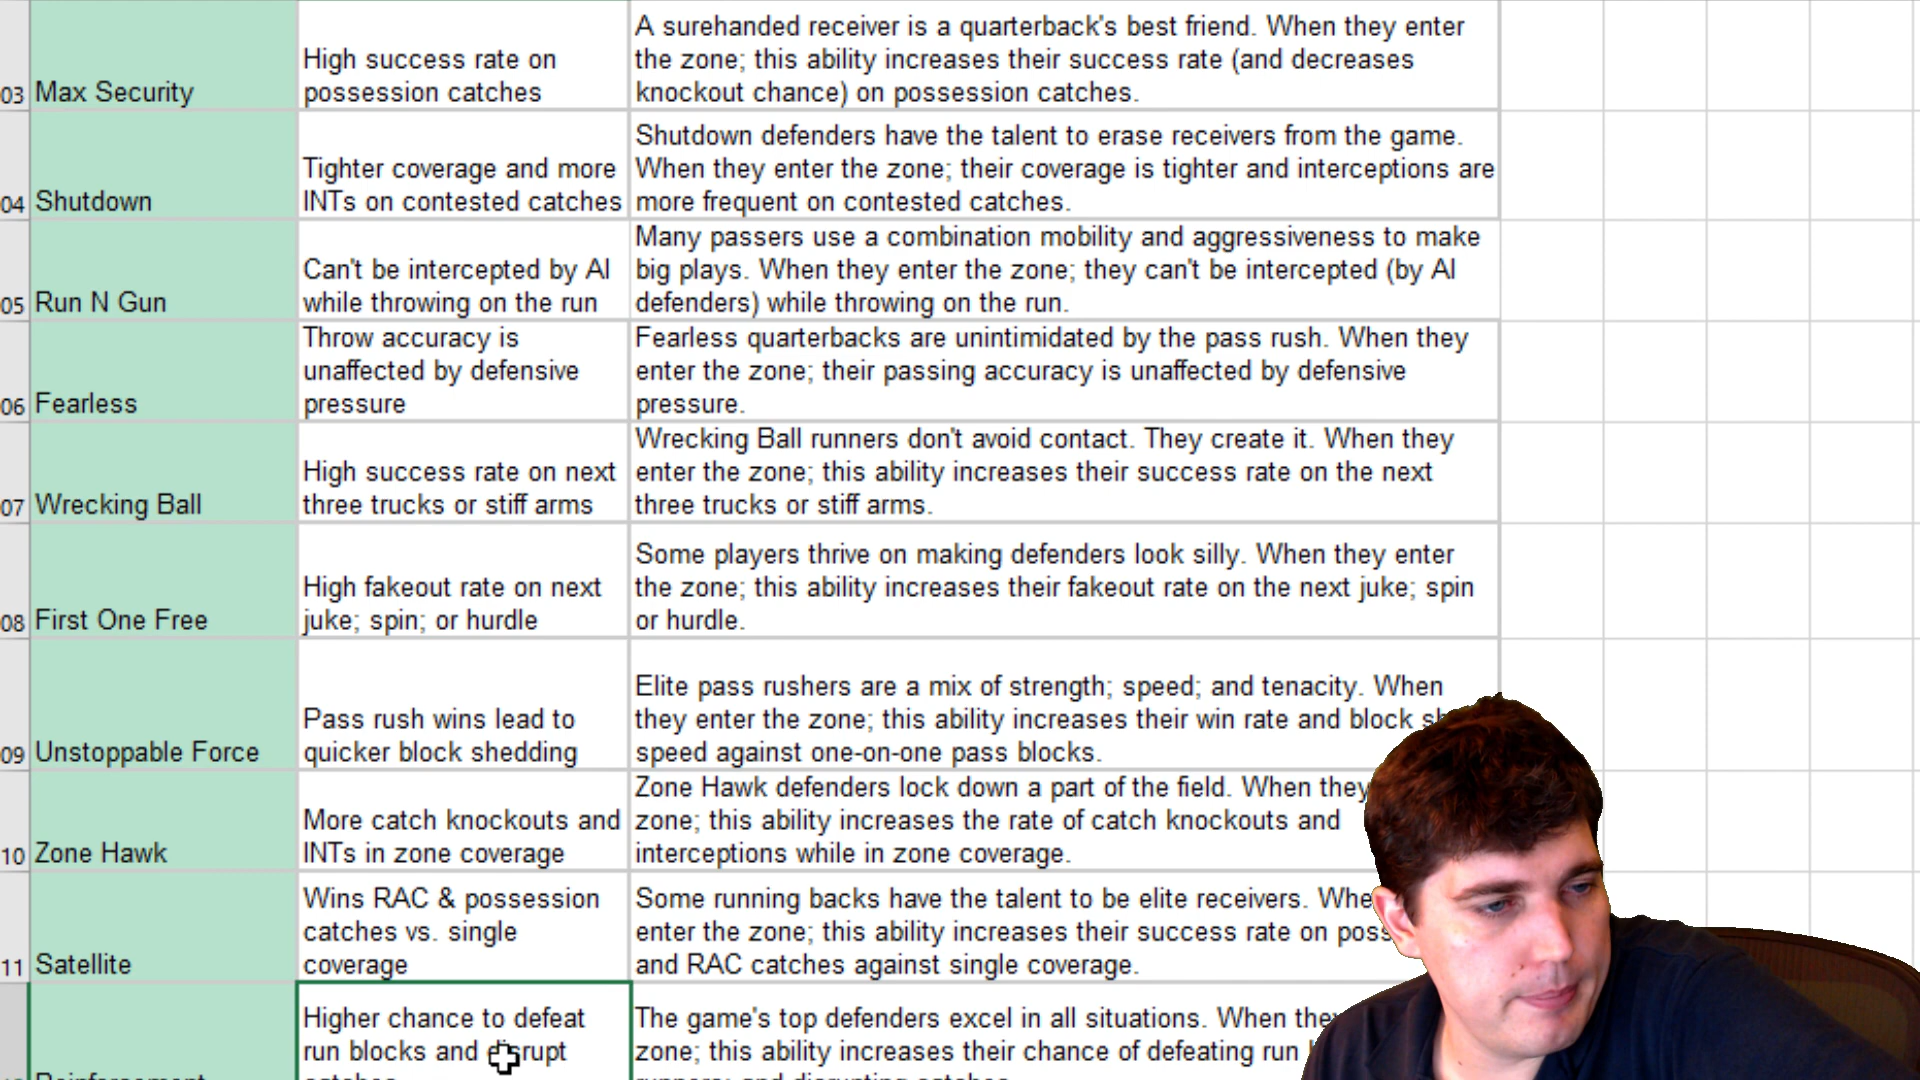 A surehanded receiver is a quarterback's best friend. When they enter
High success rate on the zone; this ability increases their success rate (and decreases
03 Max Security possession catches knockout chance) on possession catches.
Shutdown defenders have the talent to erase receivers from the game.
Tighter coverage and more When they enter the zone; their coverage is tighter and interceptions are
04 Shutdown INTs on contested catches more frequent on contested catches.
Many passers use a combination mobility and aggressiveness to make
Can't be intercepted by AI big plays. When they enter the zone; they can't be intercepted (by AI
05 Run N Gun while throwing on the run defenders) while throwing on the run.
Throw accuracy is Fearless quarterbacks are unintimidated by the pass rush. When they
unaffected by defensive enter the zone; their passing accuracy is unaffected by defensive
06 Fearless pressure pressure.
Wrecking Ball runners don't avoid contact. They create it. When they
High success rate on next enter the zone; this ability increases their success rate on the next
07 Wrecking Ball three trucks or stiff arms three trucks or stiff arms.
Some players thrive on making defenders look silly. When they enter
High fakeout rate on next the zone; this ability increases their fakeout rate on the next juke; spin
08 First One Free juke; spin; or hurdle or hurdle.
Elite pass rushers are a mix of strength; speed; and tenacity. When
Pass rush wins lead to they enter the zone; this ability increases their win rate and block
09 Unstoppable Force quicker block shedding speed against one-on-one pass blocks.
Zone Hawk defenders lock down a part of the field. When they
More catch knockouts and zone; this ability increases the rate of catch knockouts and
10 Zone Hawk INTs in zone coverage interceptions while in zone coverage.
Wins RAC & possession Some running backs have the talent to be elite receivers.
catches vs. single enter the zone; this ability increases their success rate on
11 Satellite coverage and RAC catches against single coverage.
Higher chance to defeat The game's top defenders excel in all situations. When
run blocks and disrupt zone; this ability increases their chance of defeating run
Reinforcement catches runners; and disrupting catches.